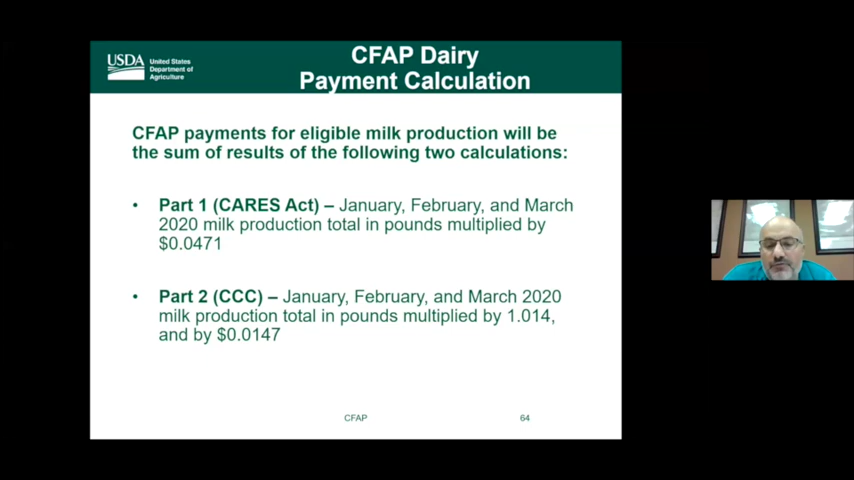 USDA
United States
Department of
Agriculture
CFAP Dairy
Payment Calculation
CFAP payments for eligible milk production will be
the sum of results of the following two calculations:
• Part 1 (CARES Act) – January, February, and March
2020 milk production total in pounds multiplied by
$0.0471
• Part 2 (CCC) – January, February, and March 2020
milk production total in pounds multiplied by 1.014,
and by $0.0147
CFAP
64